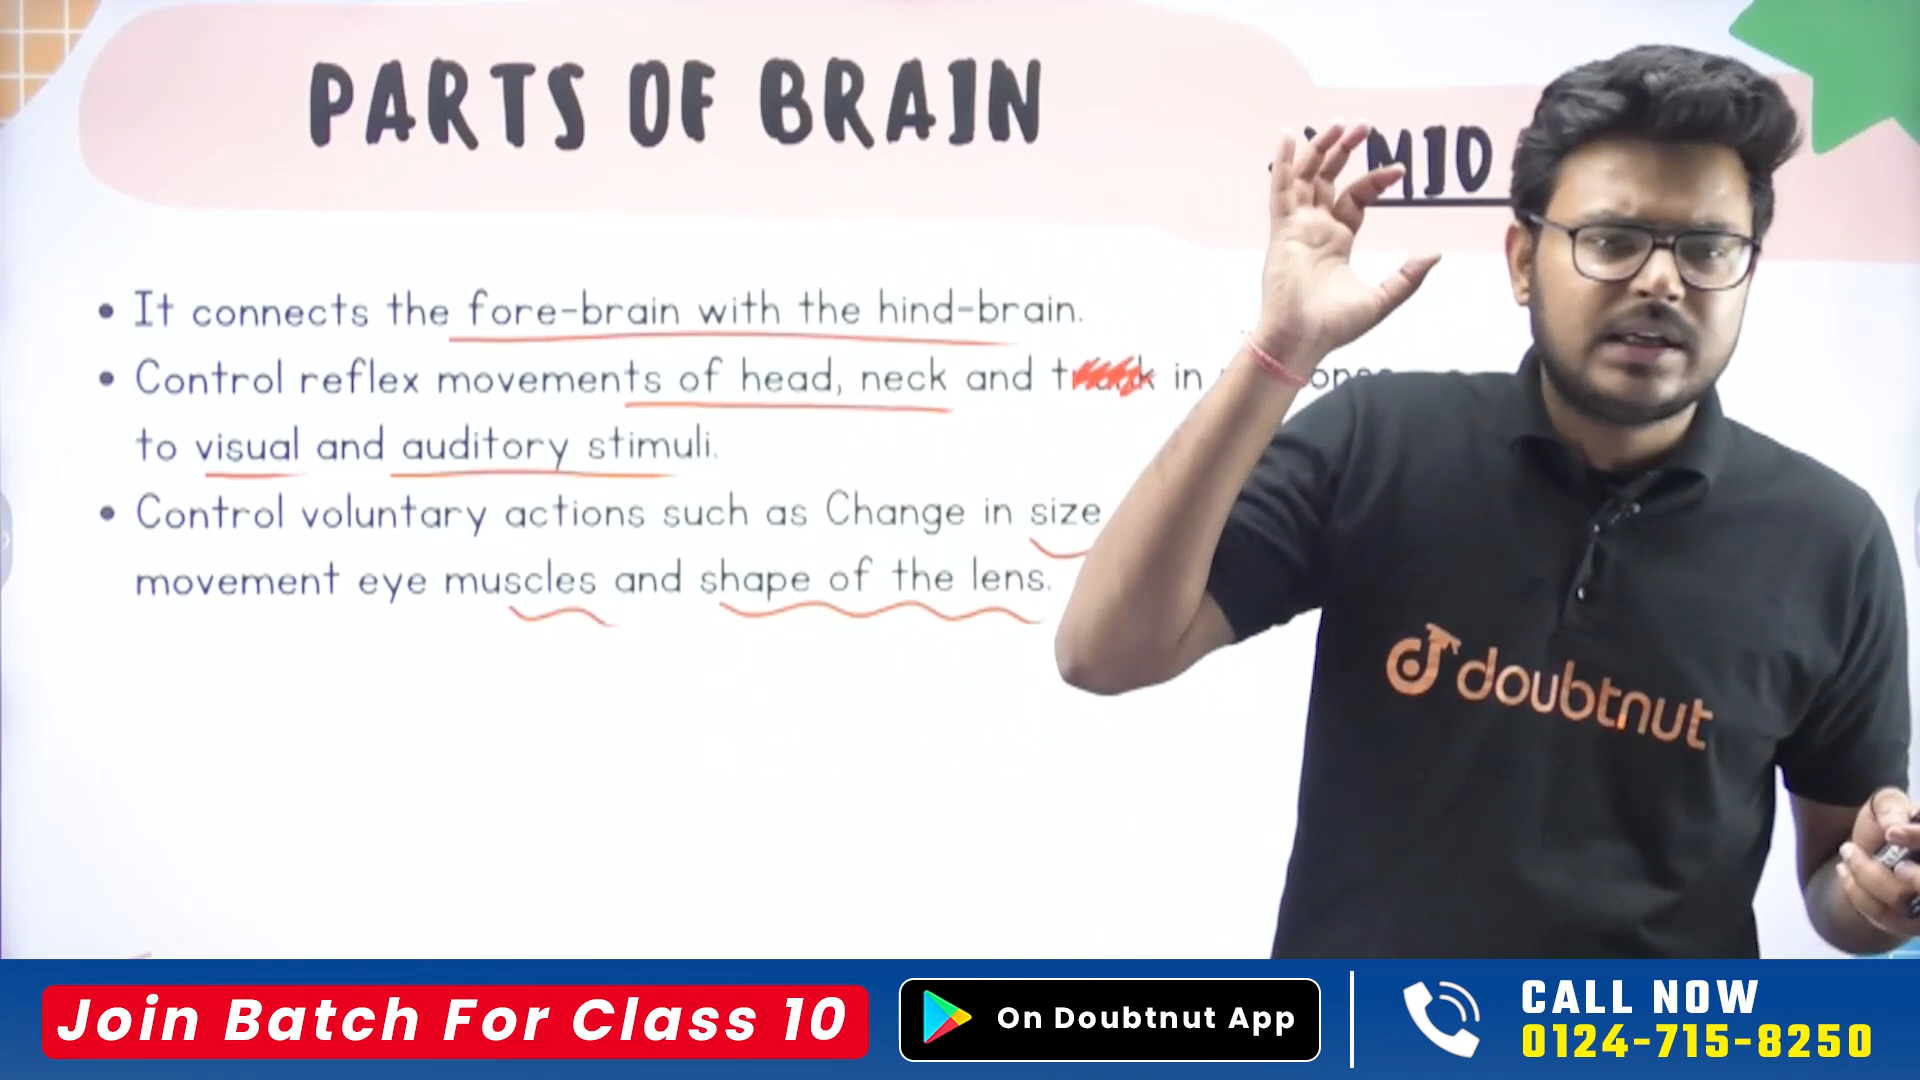 PARTS OF BRAIN
MID
• It connects the fore-brain with the hind-brain.
• Control reflex movements of head, neck and in
to visual and auditory stimuli.
• Control voluntary actions such as Change in size
movement eye muscles and shape of the lens.
doubtnut
Join Batch For Class 10
On Doubtnut App
CALL NOW
0124-715-8250